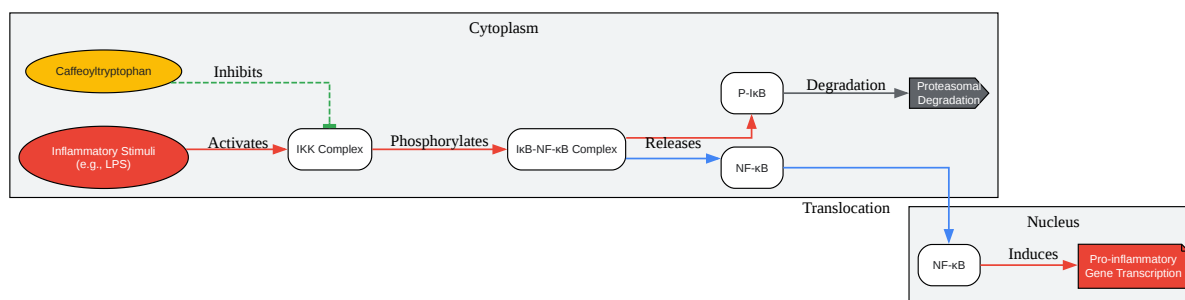 Cytoplasm
Caffeoyltryptophan
Inhibits
Inflammatory Stimuli
(e.g., LPS)
Activates
IKK Complex
Phosphorylates
IκB-NF-κB Complex
Releases
P-IκB
Degradation
Proteasomal
Degradation
NF-κB
Translocation
Nucleus
NF-κB
Induces
Pro-inflammatory
Gene Transcription